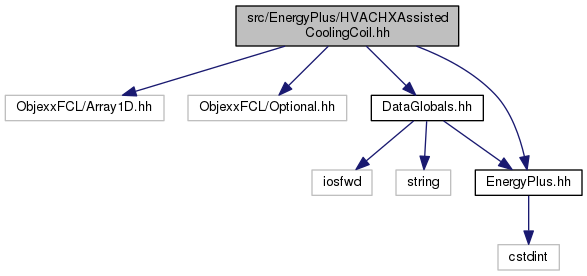 src/EnergyPlus/HVACHXAssisted
CoolingCoil.hh
ObjexxFCL/Array1D.hh
ObjexxFCL/Optional.hh
DataGlobals.hh
iosfwd
string
EnergyPlus.hh
cstdint